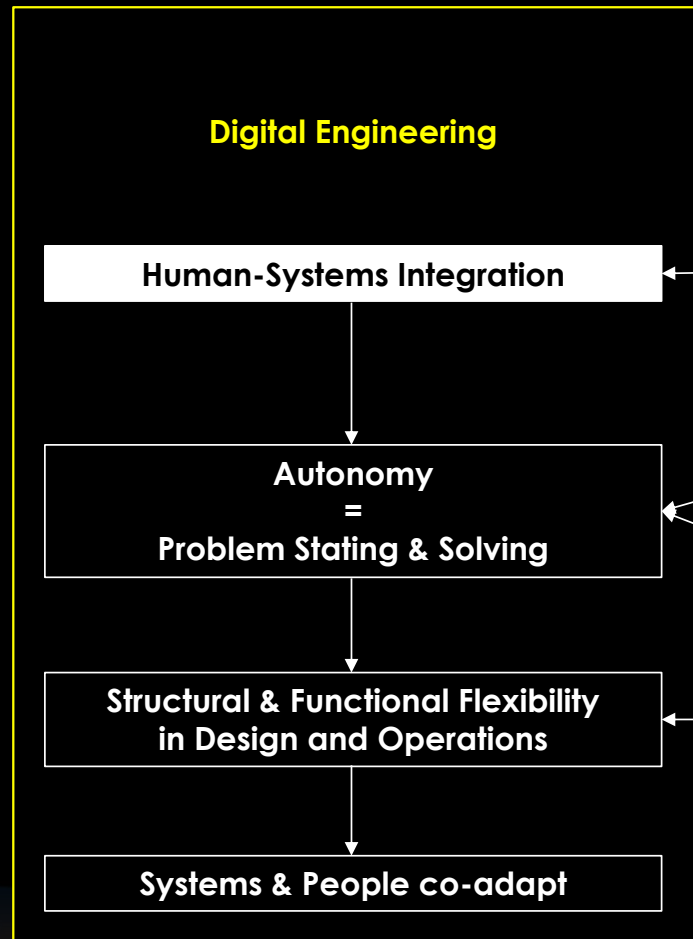 Digital Engineering
Human-Systems Integration
Autonomy
=
Problem Stating & Solving
Structural & Functional Flexibility
in Design and Operations
Systems & People co-adapt